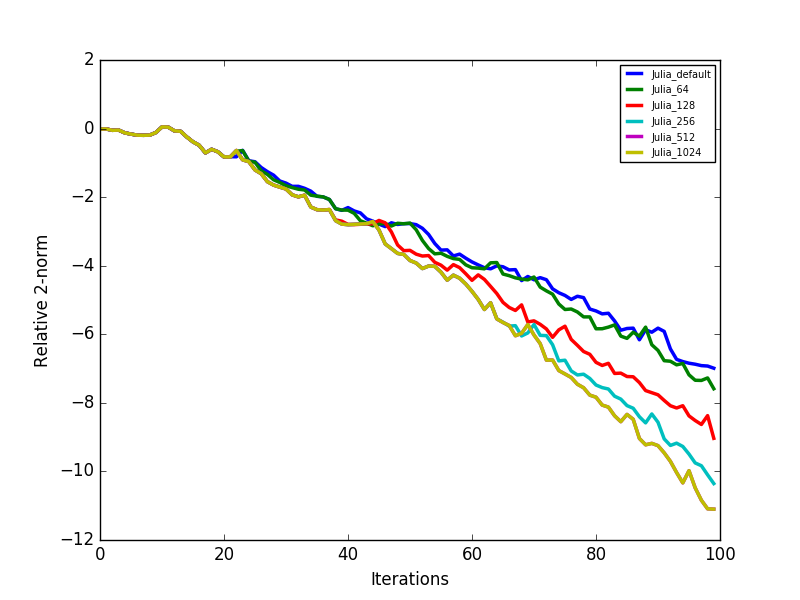 2
0
−2
−4
−6
−8
−10
−12
Relative 2-norm
0 20 40 60 80 100
Iterations
Julia_default
Julia_64
Julia_128
Julia_256
Julia_512
Julia_1024